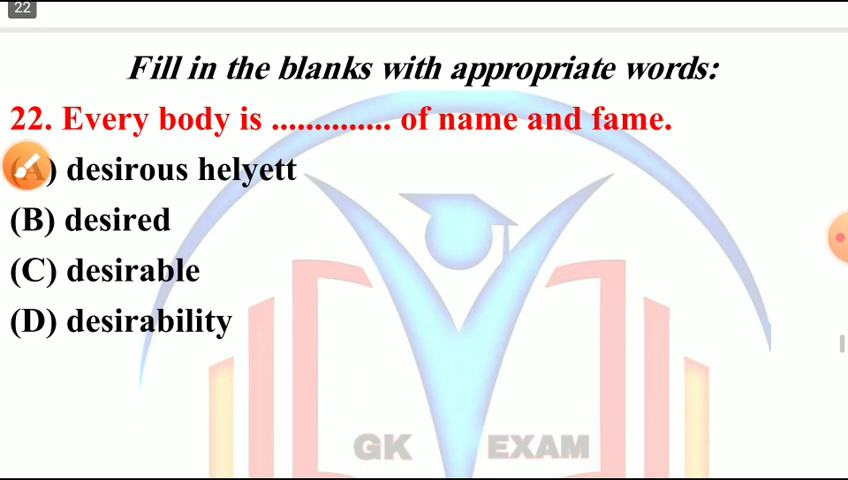 22
Fill in the blanks with appropriate words:
22. Every body is .............. of name and fame.
(A) desirous helyett
(B) desired
(C) desirable
(D) desirability
GK EXAM